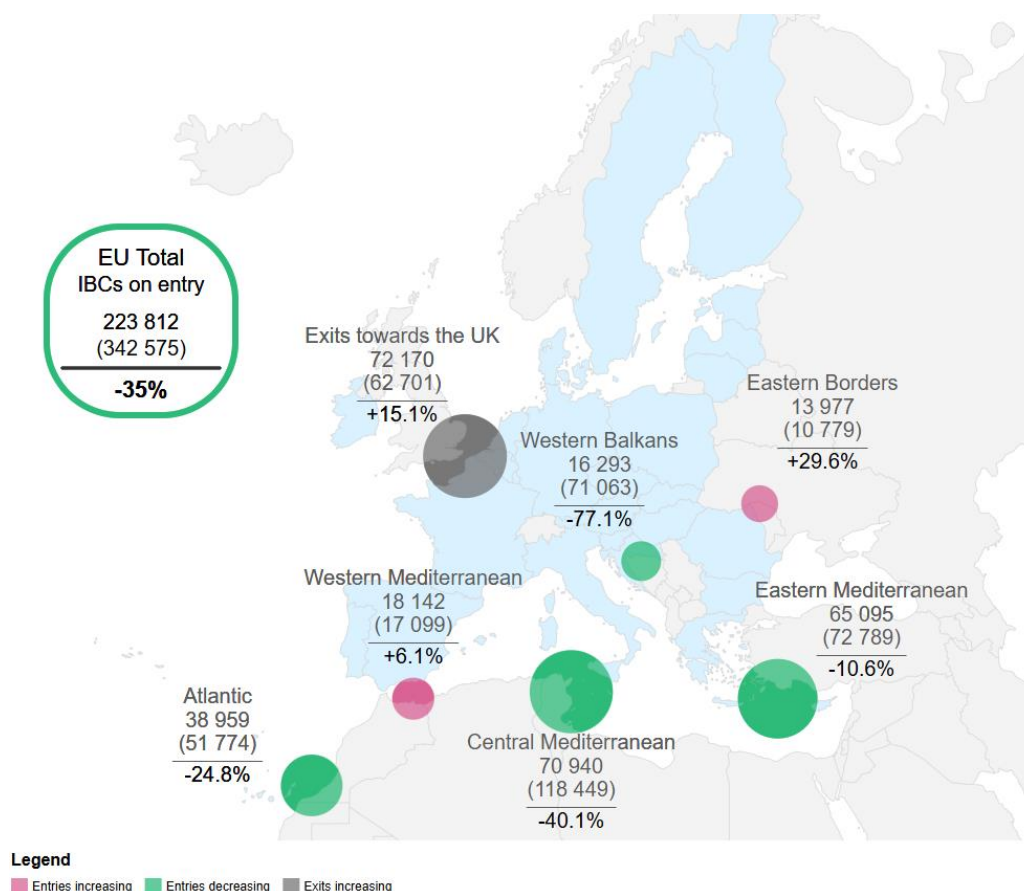 EU Total
IBCs on entry
223 812
(342 575)
-35%
Exits towards the UK
72 170
(62 701)
+15.1%
Eastern Borders
13 977
(10 779)
+29.6%
Western Balkans
16 293
(71 063)
-77.1%
Western Mediterranean
18 142
(17 099)
+6.1%
Eastern Mediterranean
65 095
(72 789)
-10.6%
Atlantic
38 959
(51 774)
-24.8%
Central Mediterranean
70 940
(118 449)
-40.1%
Legend
Entries increasing Entries decreasing Exits increasing